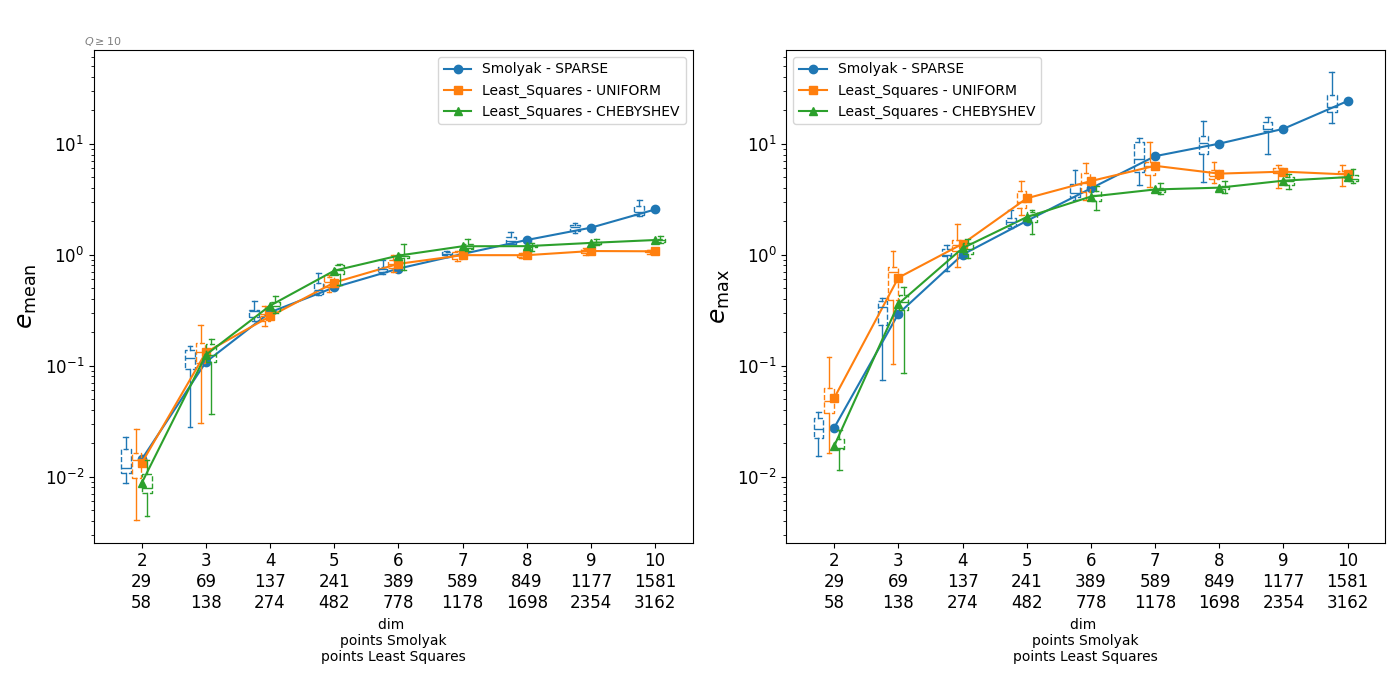 Q ≥ 10
Smolyak - SPARSE
Least_Squares - UNIFORM
Least_Squares - CHEBYSHEV
10¹
10⁰
10⁻¹
10⁻²
e_mean
2 3 4 5 6 7 8 9 10
29 69 137 241 389 589 849 1177 1581
58 138 274 482 778 1178 1698 2354 3162
dim
points Smolyak
points Least Squares
Smolyak - SPARSE
Least_Squares - UNIFORM
Least_Squares - CHEBYSHEV
10¹
10⁰
10⁻¹
10⁻²
e_max
2 3 4 5 6 7 8 9 10
29 69 137 241 389 589 849 1177 1581
58 138 274 482 778 1178 1698 2354 3162
dim
points Smolyak
points Least Squares